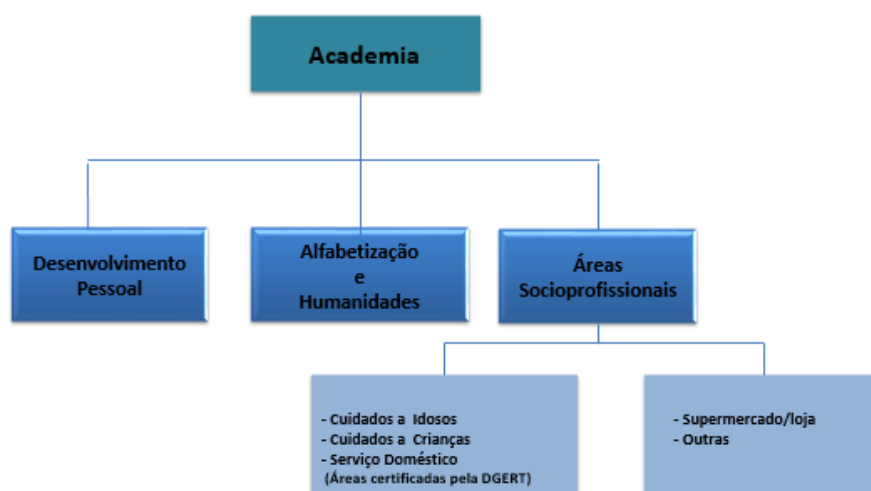 Academia
Desenvolvimento
Pessoal
Alfabetização
e
Humanidades
Áreas
Socioprofissionais
- Cuidados a Idosos
- Cuidados a Crianças
- Serviço Doméstico
(Áreas certificadas pela DGERT)
- Supermercado/loja
- Outras